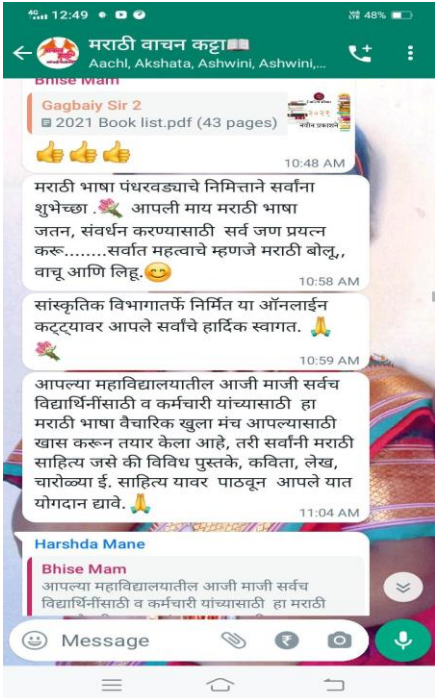 4G 12:49
48%
मराठी वाचन कट्टा📖
Aachl, Akshata, Ashwini, Ashwini,...
Bhise Mam
Gagbaiy Sir 2
2021 Book list.pdf (43 pages)
२०२१
नवीन प्रकाशने
👍👍👍
10:48 AM
मराठी भाषा पंधरवड्याचे निमित्ताने सर्वांना
शुभेच्छा .💐 आपली माय मराठी भाषा
जतन, संवर्धन करण्यासाठी सर्व जण प्रयत्न
करू........सर्वात महत्वाचे म्हणजे मराठी बोलू,,
वाचू आणि लिहू.😊
10:58 AM
सांस्कृतिक विभागातर्फे निर्मित या ऑनलाईन
कट्ट्यावर आपले सर्वांचे हार्दिक स्वागत. 🙏
💐
10:59 AM
आपल्या महाविद्यालयातील आजी माजी सर्वच
विद्यार्थिनींसाठी व कर्मचारी यांच्यासाठी हा
मराठी भाषा वैचारिक खुला मंच आपल्यासाठी
खास करून तयार केला आहे, तरी सर्वांनी मराठी
साहित्य जसे की विविध पुस्तके, कविता, लेख,
चारोळ्या ई. साहित्य यावर पाठवून आपले यात
योगदान द्यावे. 🙏
11:04 AM
Harshda Mane
Bhise Mam
आपल्या महाविद्यालयातील आजी माजी सर्वच
विद्यार्थिनींसाठी व कर्मचारी यांच्यासाठी हा मराठी
Message